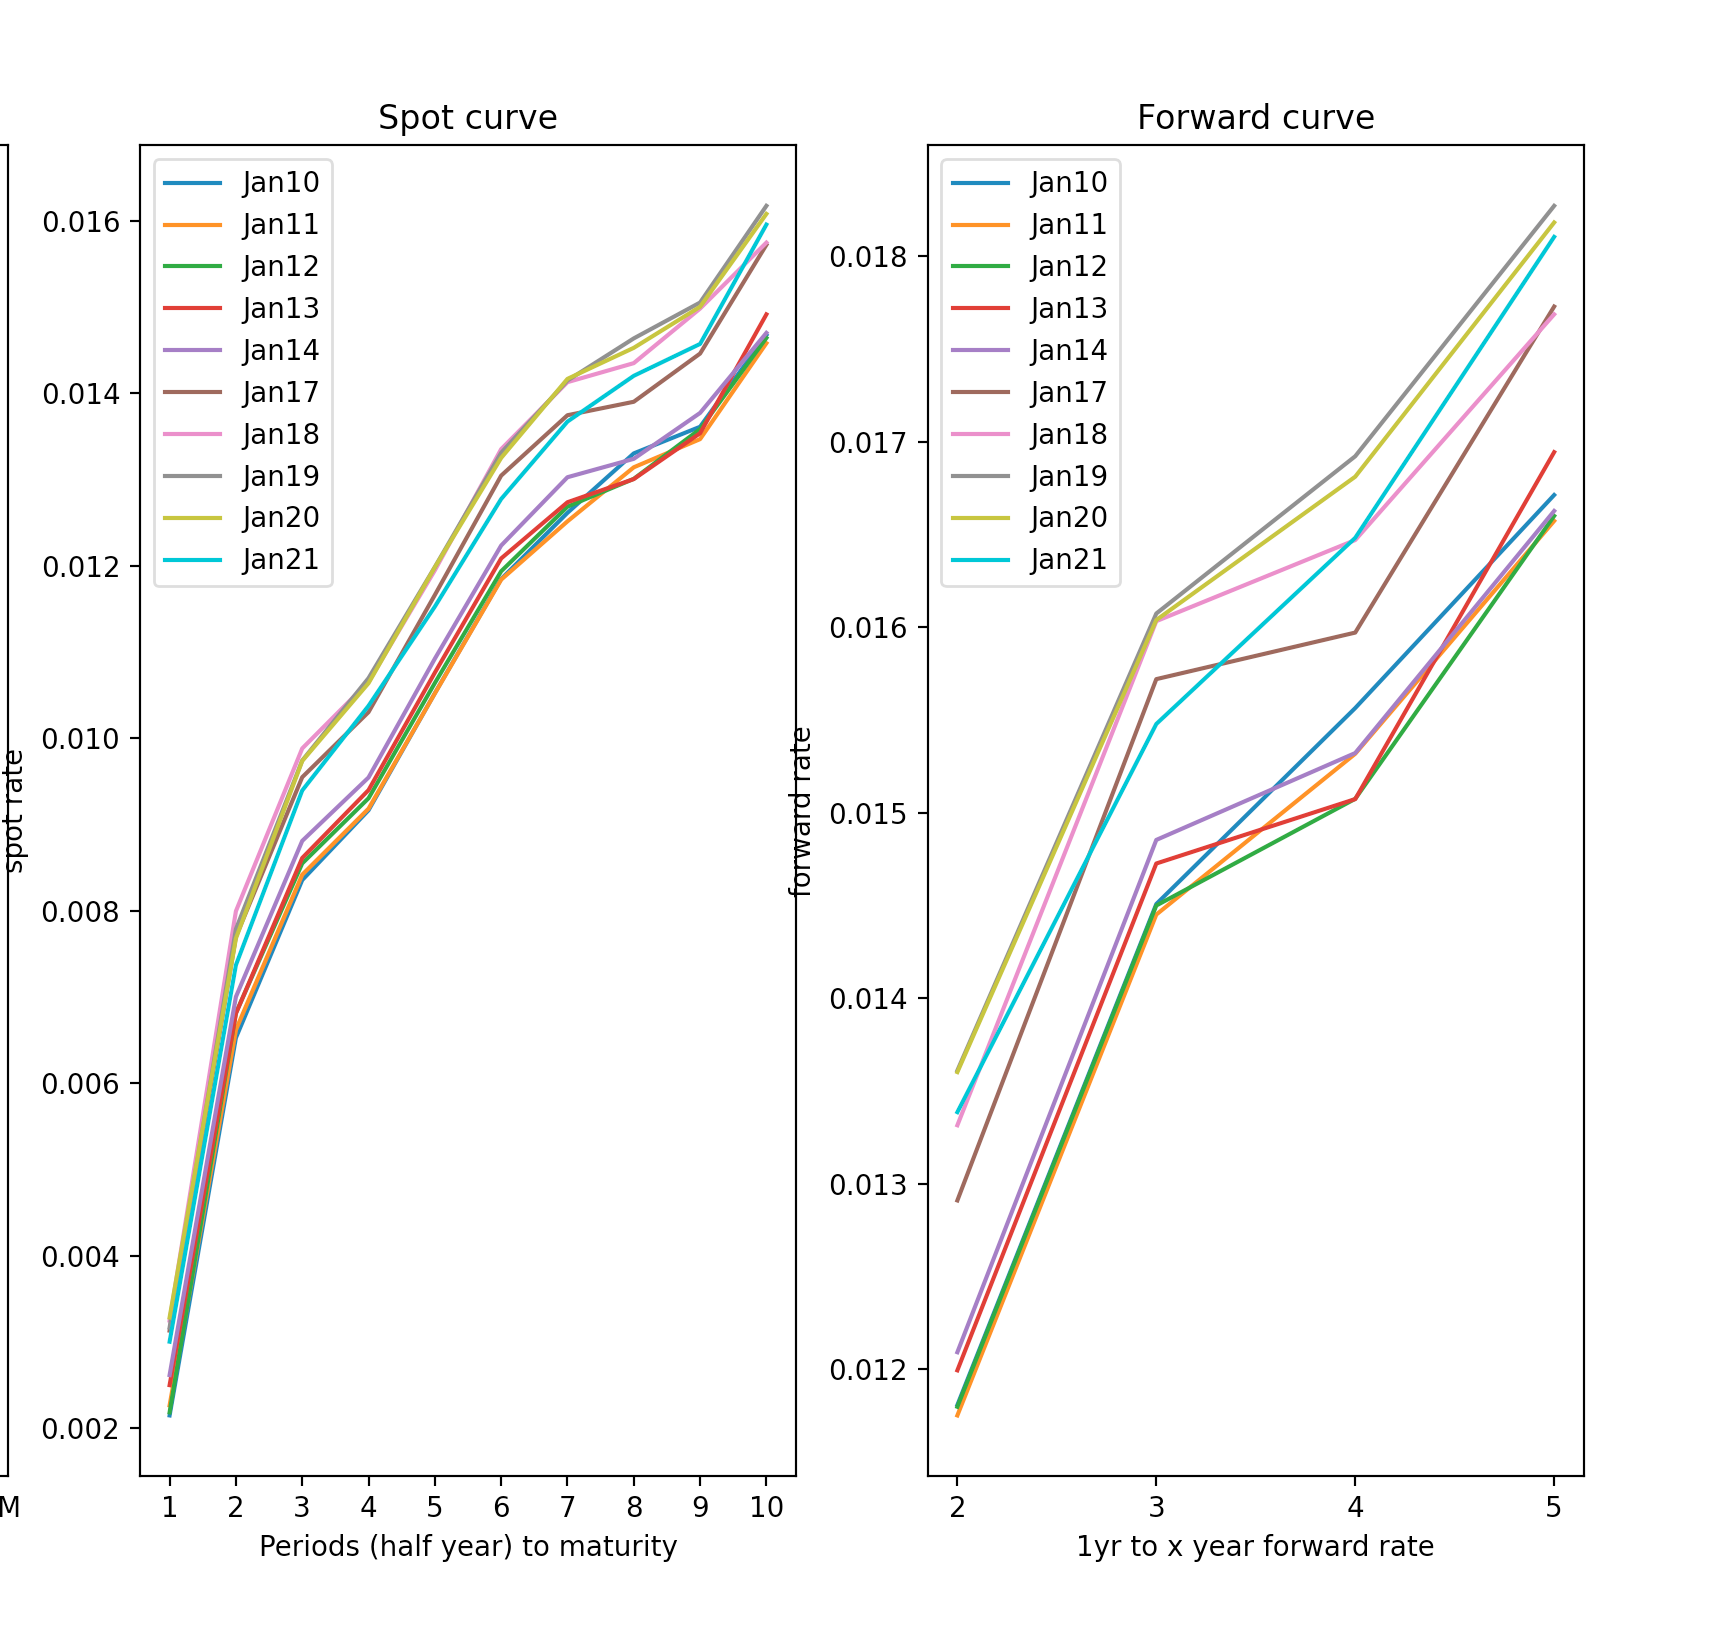 Spot curve
Jan10
Jan11
Jan12
Jan13
Jan14
Jan17
Jan18
Jan19
Jan20
Jan21
0.016
0.014
0.012
0.010
0.008
0.006
0.004
0.002
spot rate
M
1 2 3 4 5 6 7 8 9 10
Periods (half year) to maturity
Forward curve
Jan10
Jan11
Jan12
Jan13
Jan14
Jan17
Jan18
Jan19
Jan20
Jan21
0.018
0.017
0.016
0.015
0.014
0.013
0.012
forward rate
2 3 4 5
1yr to x year forward rate